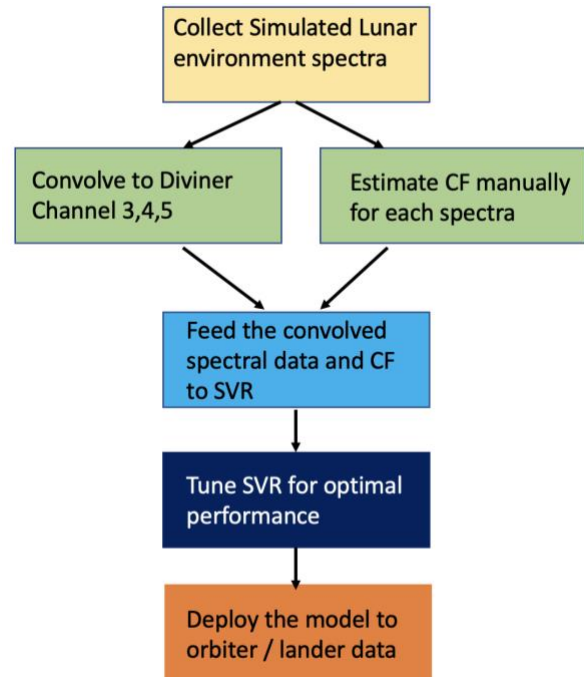 Collect Simulated Lunar
environment spectra
Convolve to Diviner
Channel 3,4,5
Estimate CF manually
for each spectra
Feed the convolved
spectral data and CF
to SVR
Tune SVR for optimal
performance
Deploy the model to
orbiter / lander data